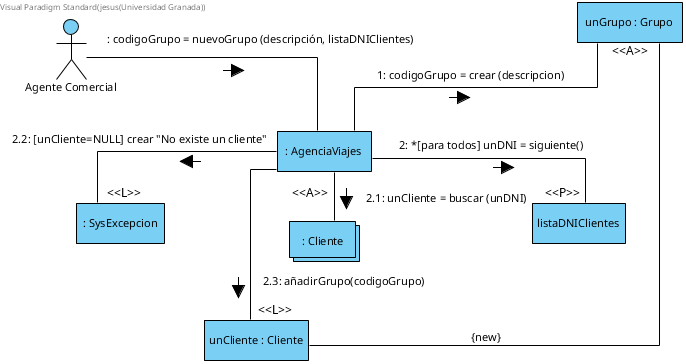 Visual Paradigm Standard(jesus(Universidad Granada))
unGrupo : Grupo
: codigoGrupo = nuevoGrupo (descripción, listaDNIClientes)
<<A>>
1: codigoGrupo = crear (descripcion)
Agente Comercial
2.2: [unCliente=NULL] crear "No existe un cliente"
: AgenciaViajes
2: *[para todos] unDNI = siguiente()
<<L>>
<<A>>
2.1: unCliente = buscar (unDNI)
<<P>>
: SysExcepcion
: Cliente
listaDNIClientes
2.3: añadirGrupo(codigoGrupo)
<<L>>
unCliente : Cliente
{new}